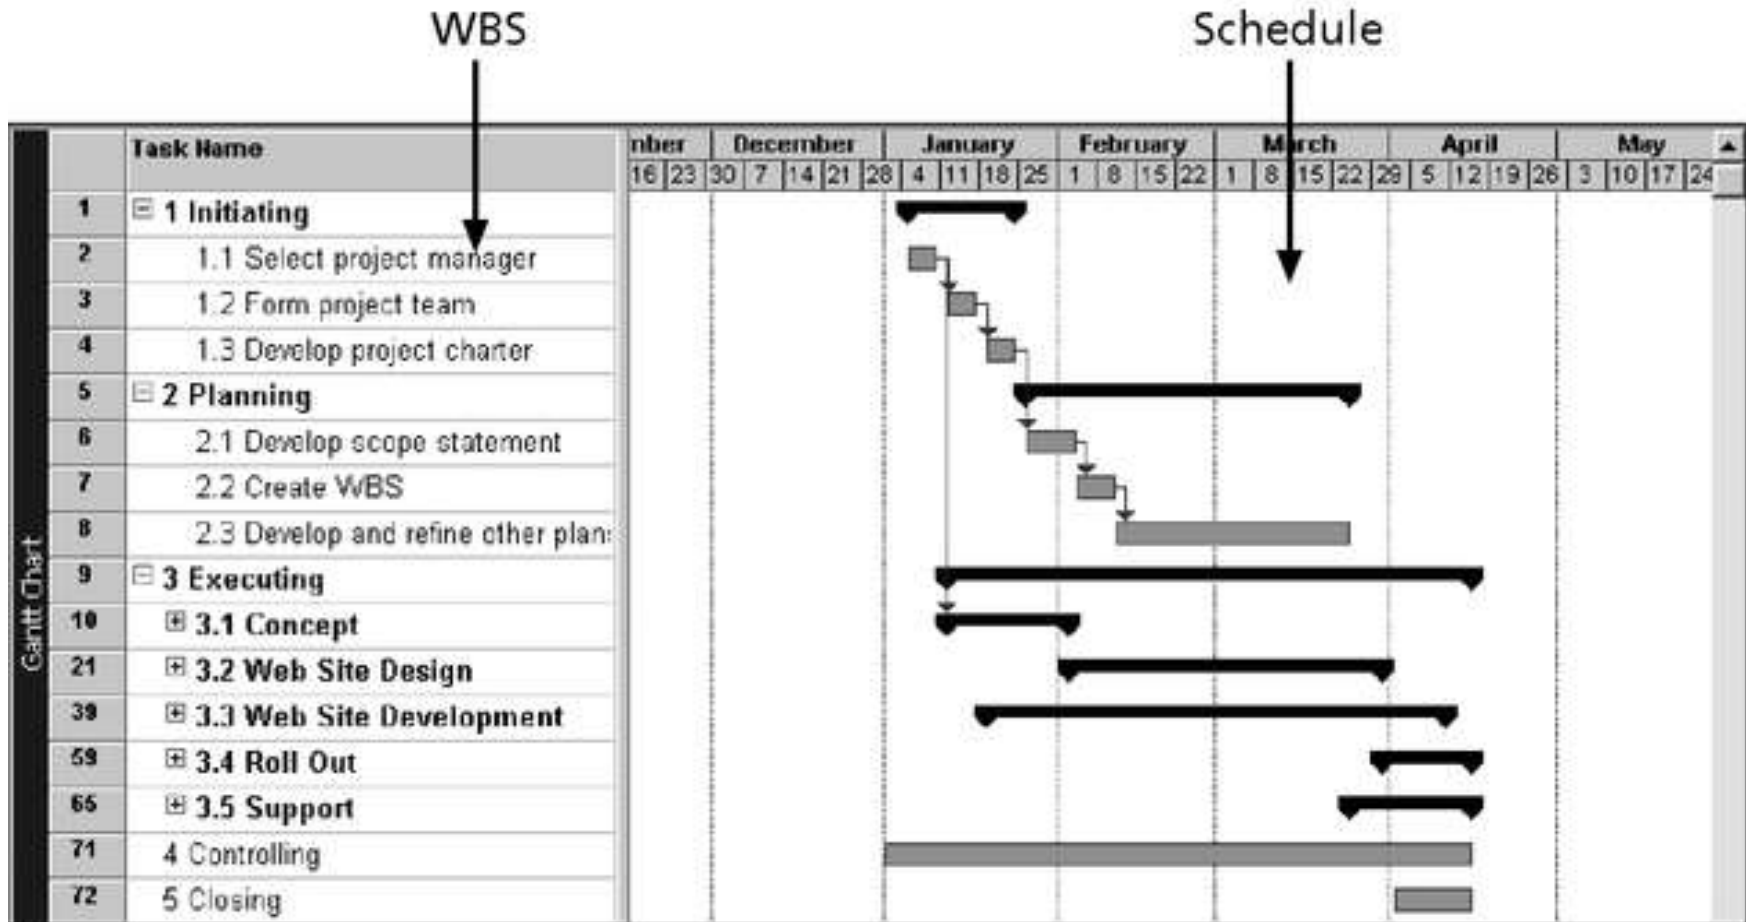 WBS Schedule
Task Name nber December January February March April May
16 23 30 7 14 21 28 4 11 18 25 1 8 15 22 1 8 15 22 29 5 12 19 26 3 10 17 24
1 1 Initiating
2 1.1 Select project manager
3 1.2 Form project team
4 1.3 Develop project charter
5 2 Planning
6 2.1 Develop scope statement
7 2.2 Create WBS
8 2.3 Develop and refine other plan
9 3 Executing
10 3.1 Concept
21 3.2 Web Site Design
39 3.3 Web Site Development
59 3.4 Roll Out
65 3.5 Support
71 4 Controlling
72 5 Closing
Gantt Chart